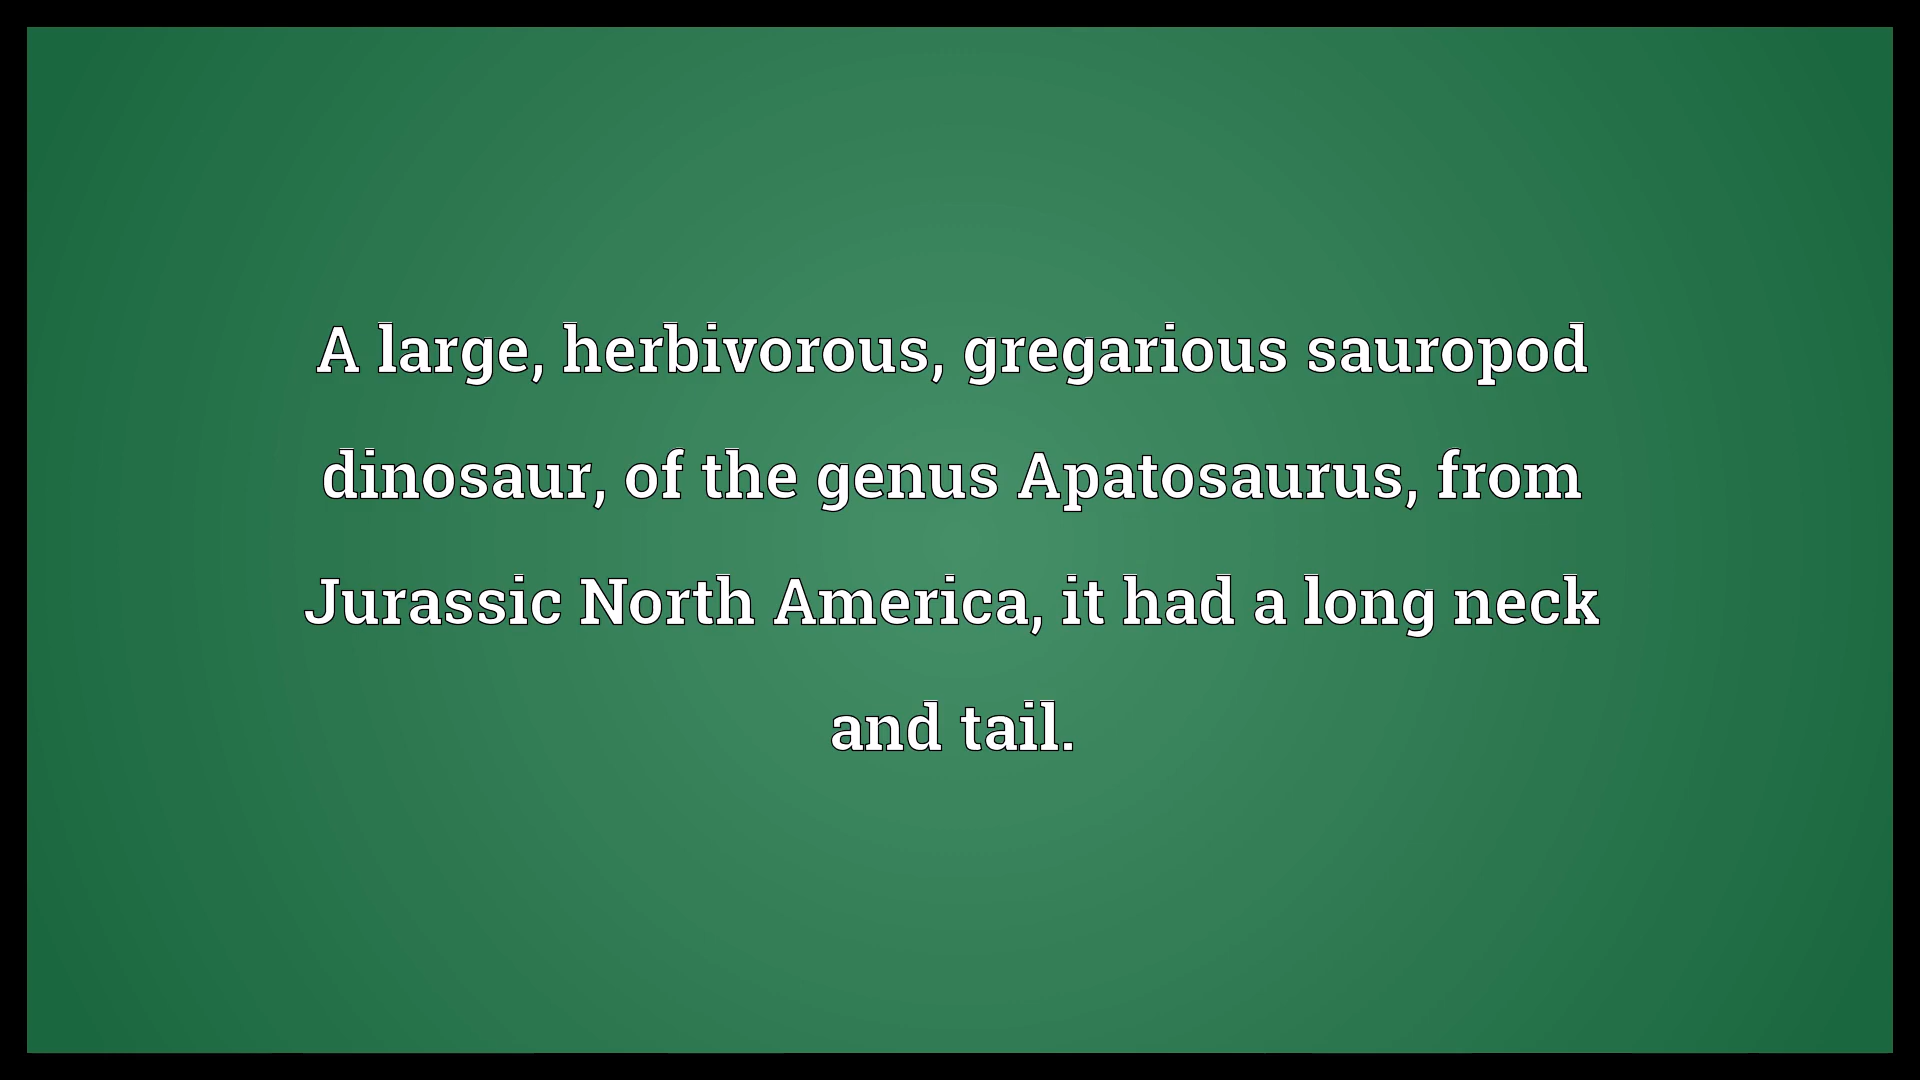 A large, herbivorous, gregarious sauropod
dinosaur, of the genus Apatosaurus, from
Jurassic North America, it had a long neck
and tail.